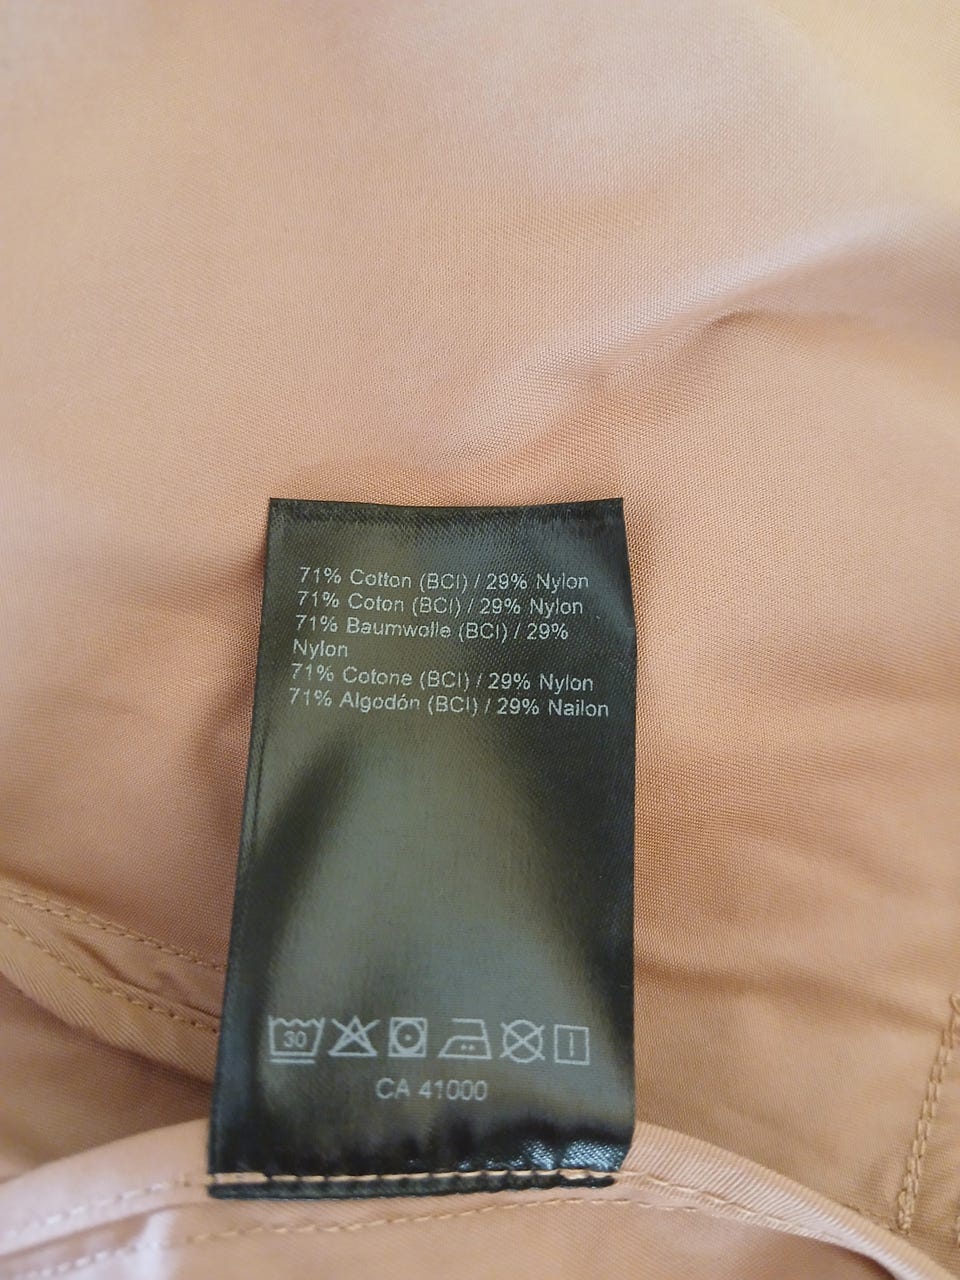 71% Cotton (BCI) / 29% Nylon
71% Coton (BCI) / 29% Nylon
71% Baumwolle (BCI) / 29%
Nylon
71% Cotone (BCI) / 29% Nylon
71% Algodón (BCI) / 29% Nailon
30
CA 41000